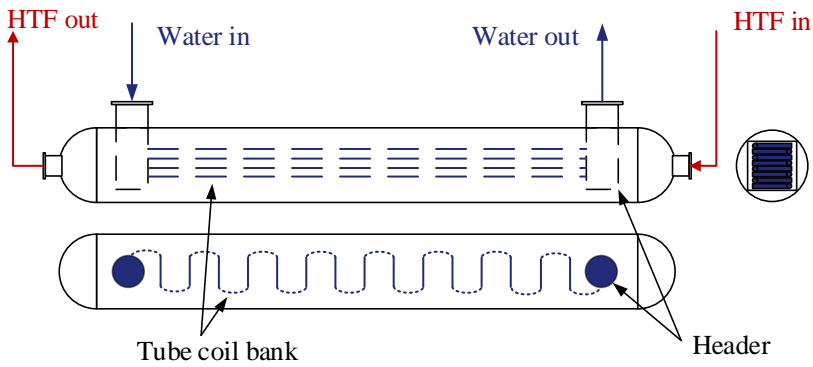 HTF out
Water in
Water out
HTF in
Tube coil bank
Header